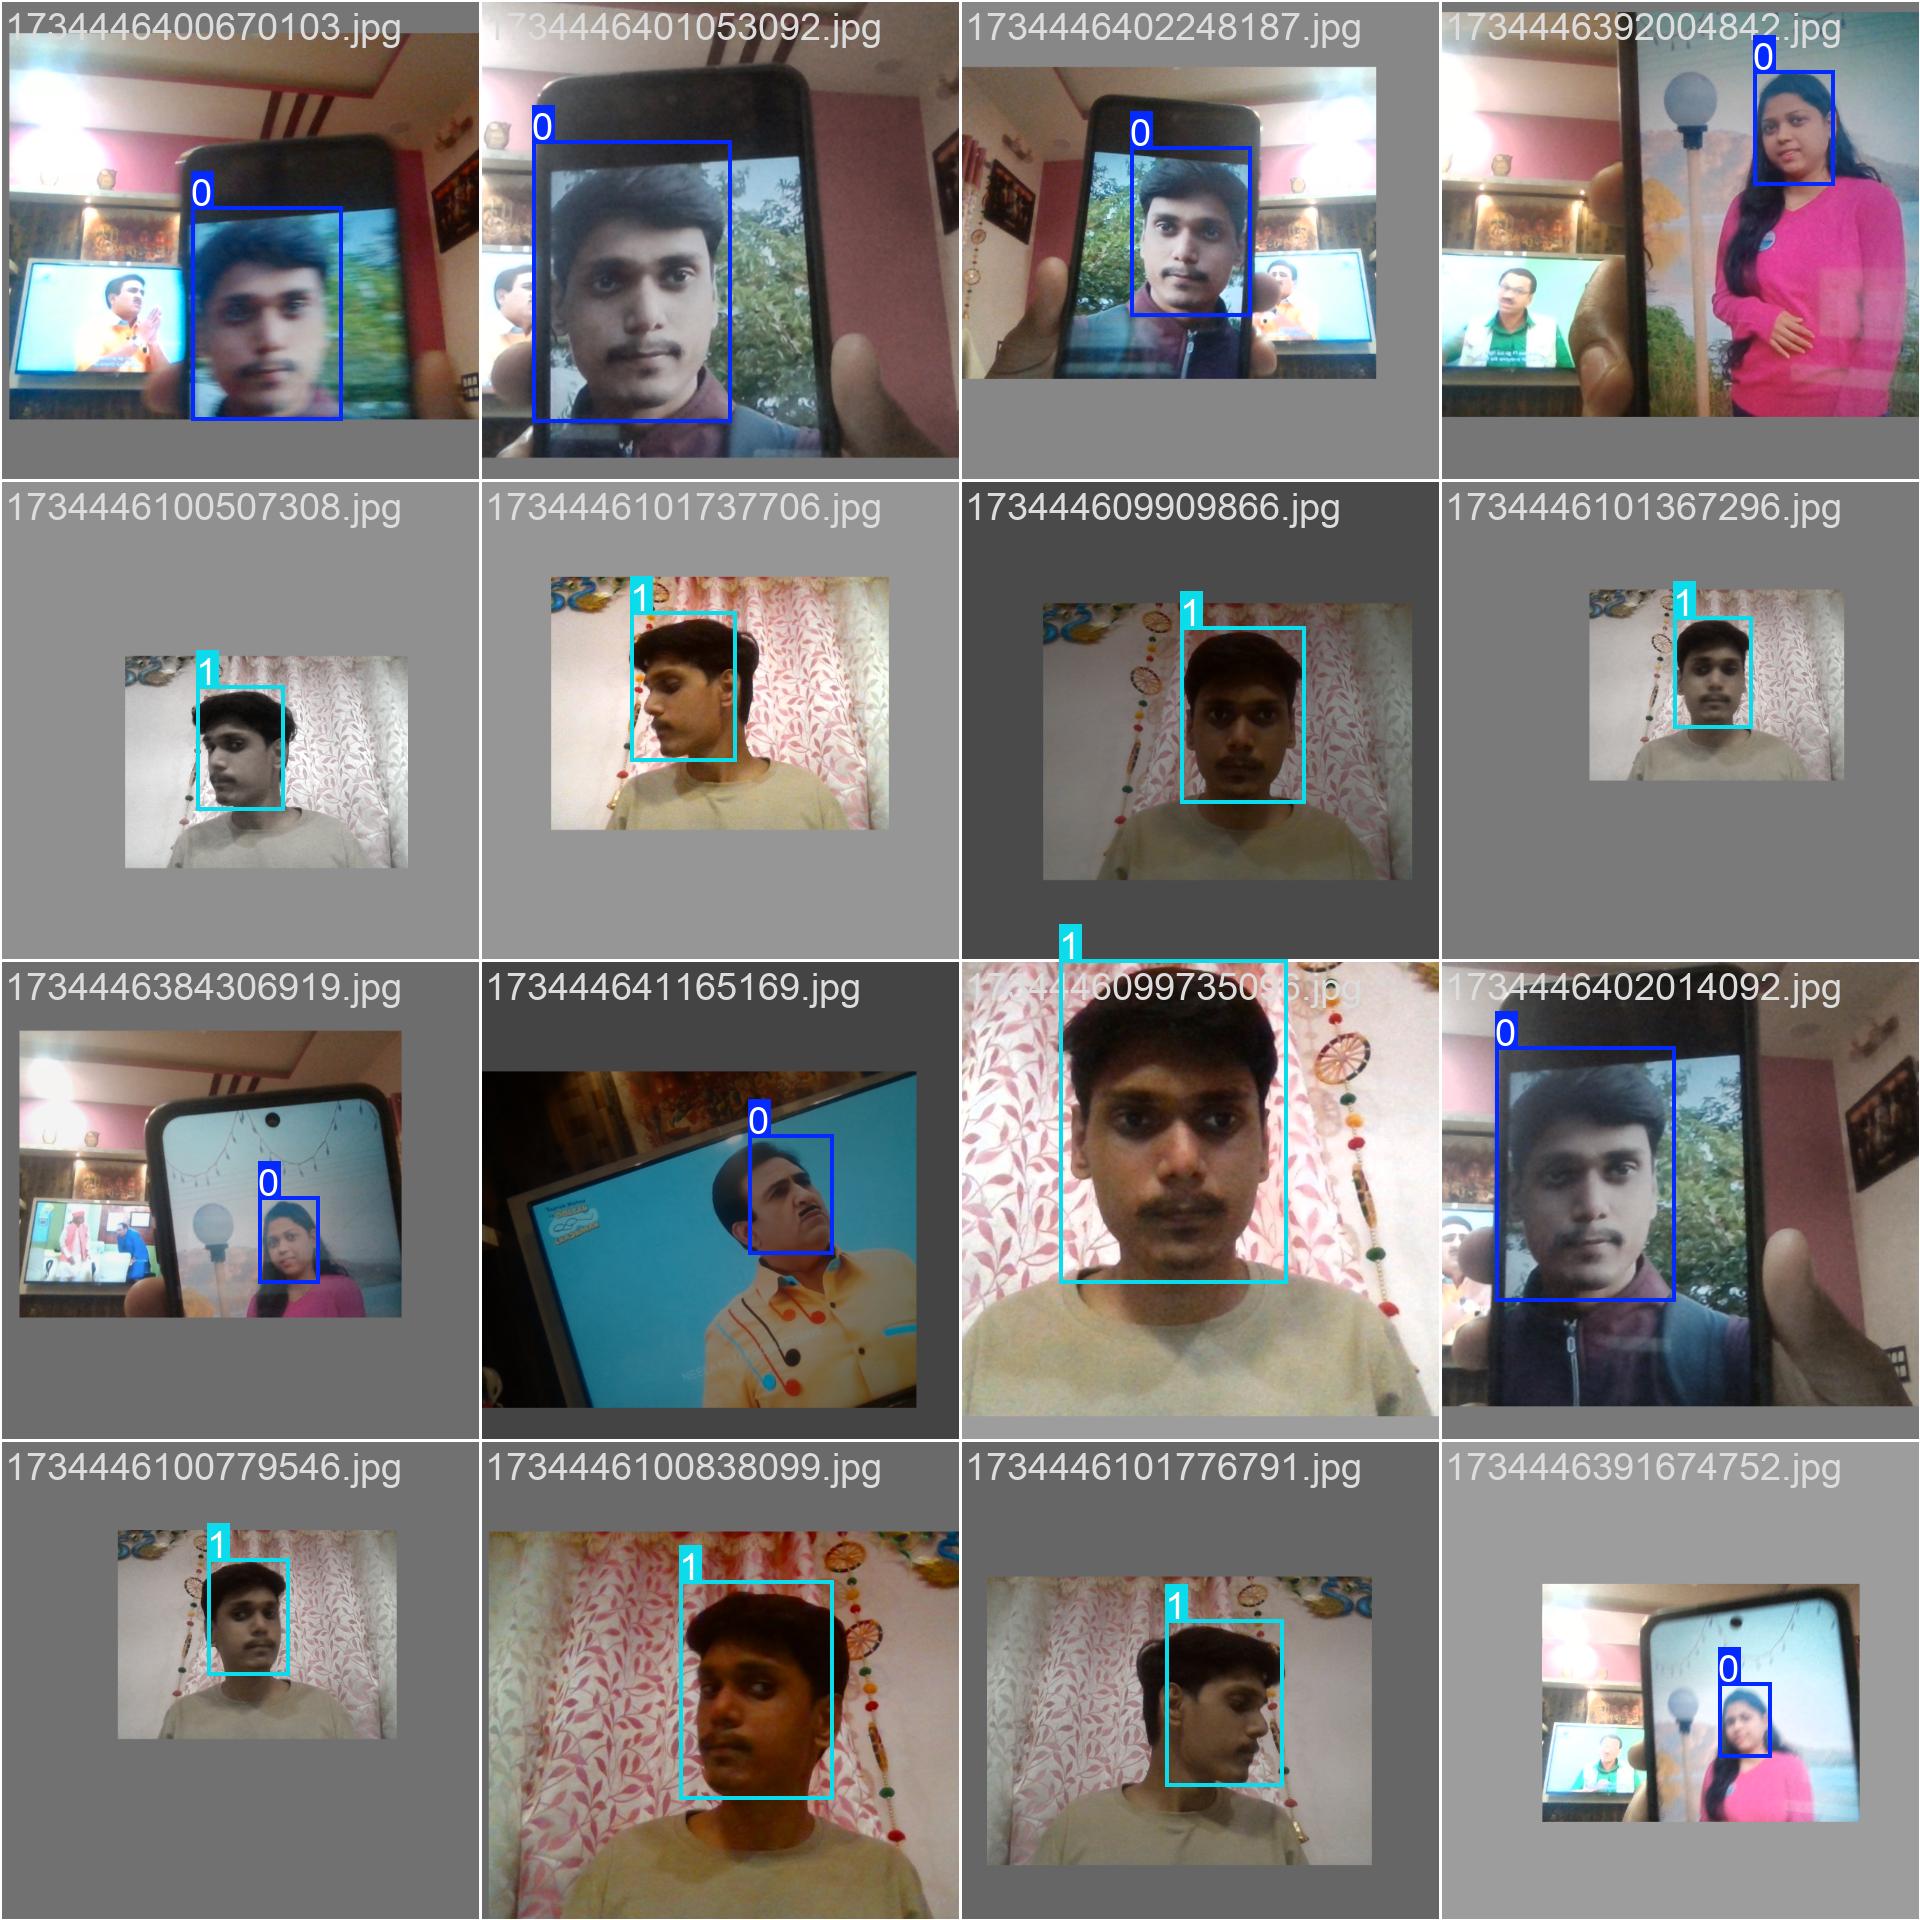 1734446400670103.jpg
1734446401053092.jpg
1734446402248187.jpg
1734446392004842.jpg
0
0
0
0
1734446100507308.jpg
1734446101737706.jpg
173444609909866.jpg
1734446101367296.jpg
1
1
1
1
1734446384306919.jpg
173444641165169.jpg
1734446099735095.jpg
1734446402014092.jpg
0
0
1
0
1734446100779546.jpg
1734446100838099.jpg
1734446101776791.jpg
1734446391674752.jpg
1
1
1
0